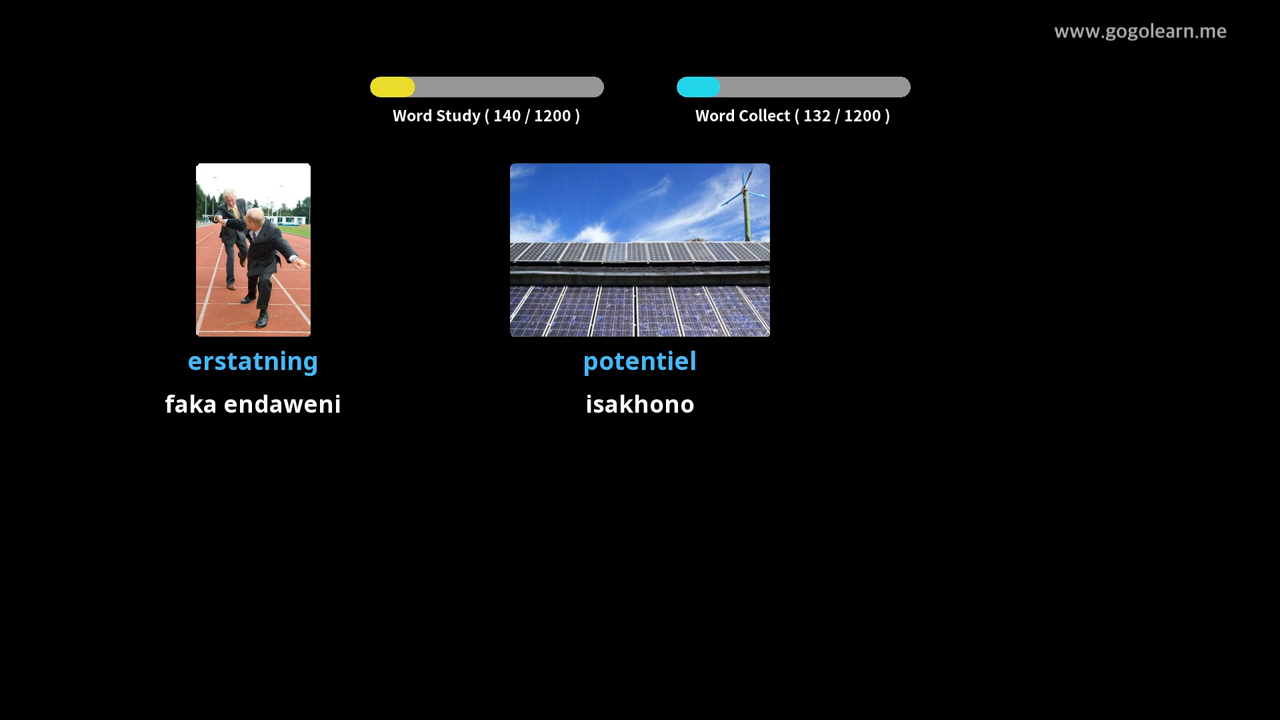 www.gogolearn.me
Word Study ( 140 / 1200 )
Word Collect ( 132 / 1200 )
erstatning
potentiel
faka endaweni
isakhono